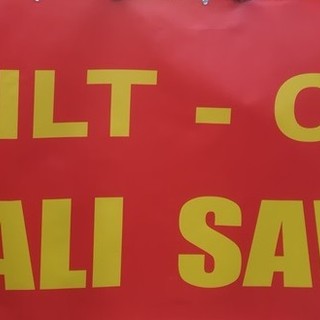 ILT - C
ALI SAV